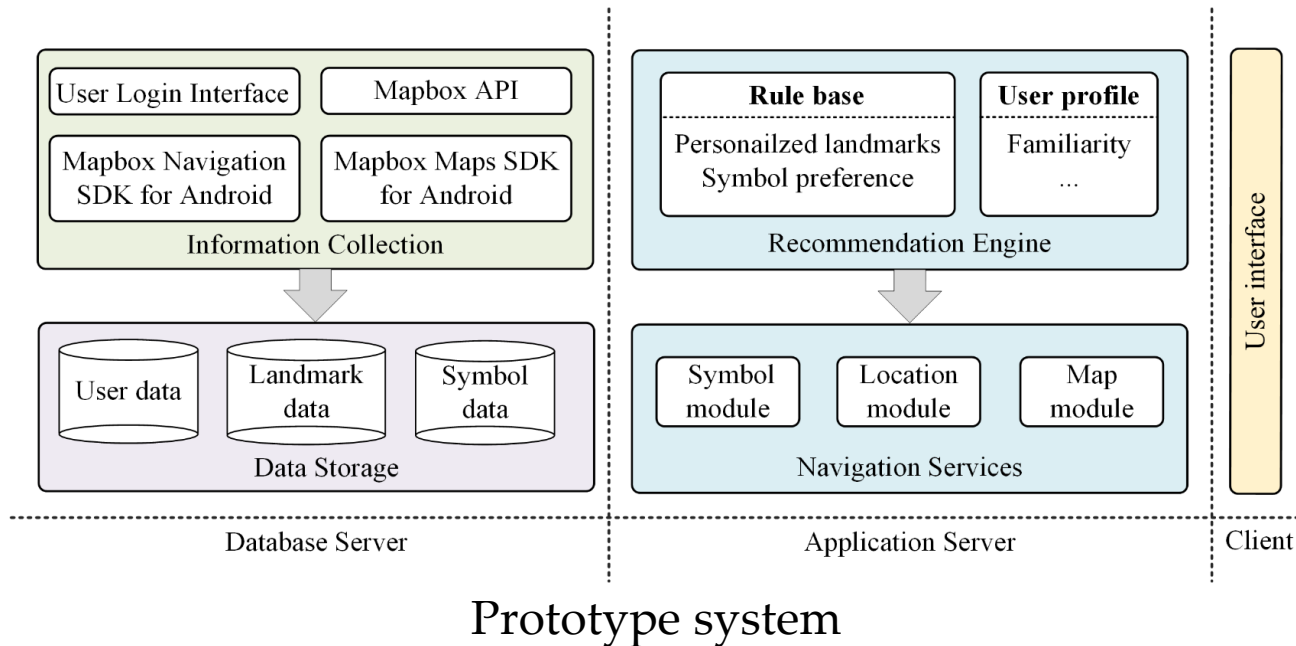 User Login Interface
Mapbox API
Mapbox Navigation
SDK for Android
Mapbox Maps SDK
for Android
Information Collection
User data
Landmark
data
Symbol
data
Data Storage
Database Server
Rule base
Personailzed landmarks
Symbol preference
User profile
Familiarity
...
Recommendation Engine
Symbol
module
Location
module
Map
module
Navigation Services
Application Server
User interface
Client
Prototype system